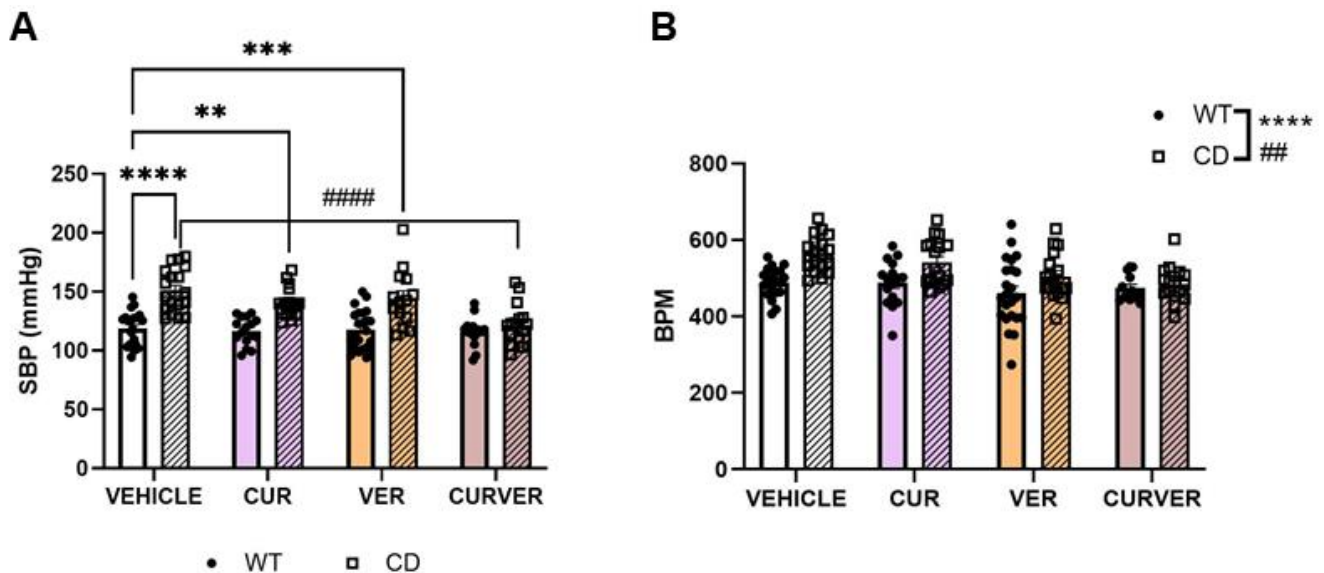 A
B
***
**
****
####
SBP (mmHg)
250
200
150
100
50
0
VEHICLE CUR VER CURVER
WT CD
WT
CD
****
##
BPM
800
600
400
200
0
VEHICLE CUR VER CURVER